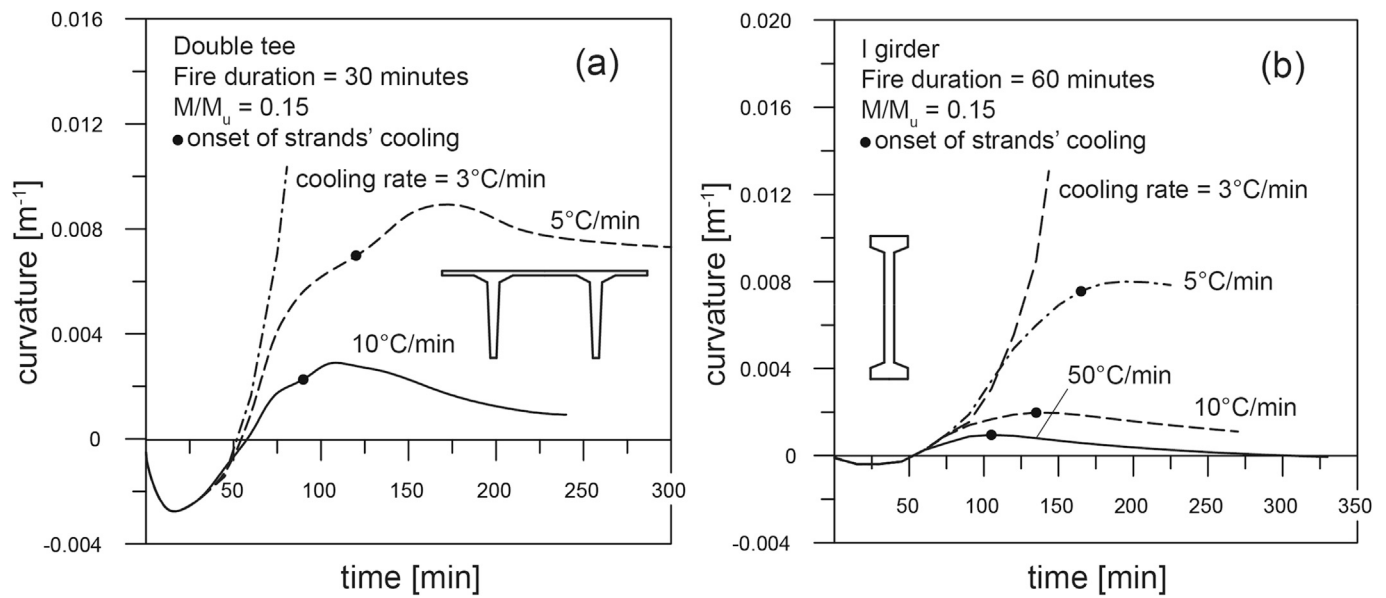 0.016
0.012
0.008
0.004
0
-0.004
curvature [m⁻¹]
Double tee
Fire duration = 30 minutes
M/Mᵤ = 0.15
onset of strands’ cooling
(a)
cooling rate = 3°C/min
5°C/min
10°C/min
50 100 150 200 250 300
time [min]
0.020
0.016
0.012
0.008
0.004
0
-0.004
curvature [m⁻¹]
I girder
Fire duration = 60 minutes
M/Mᵤ = 0.15
onset of strands’ cooling
(b)
cooling rate = 3°C/min
5°C/min
50°C/min
10°C/min
50 100 150 200 250 300 350
time [min]